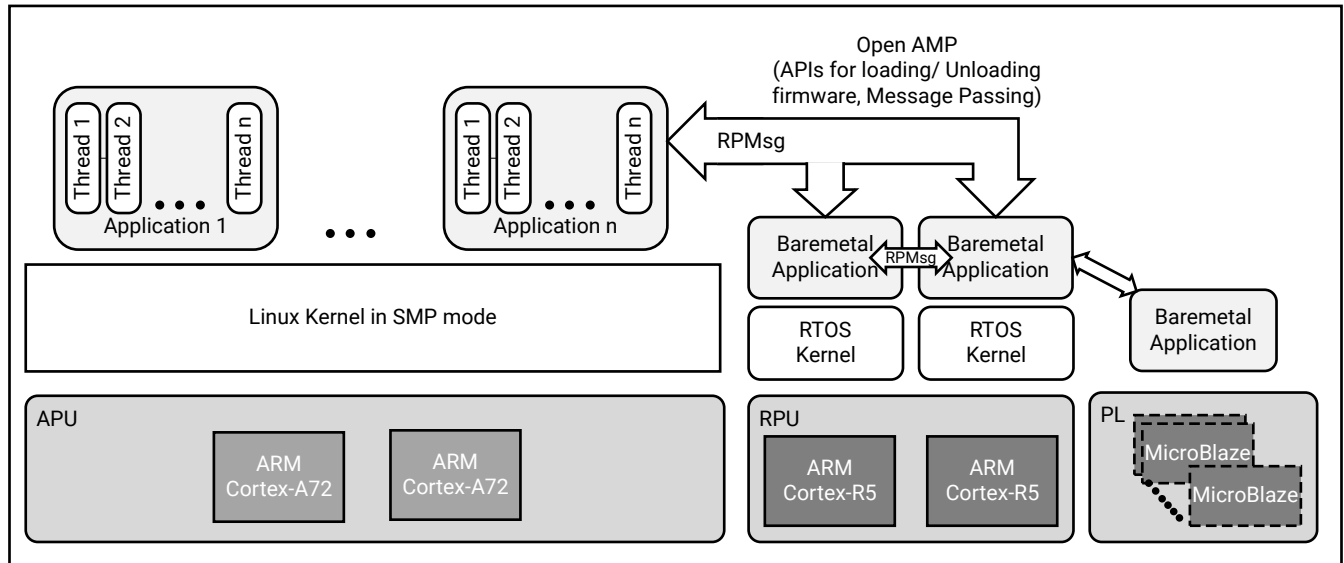 Open AMP
(APIs for loading/ Unloading
firmware, Message Passing)
Thread 1
Thread 2
Thread n
Application 1
Thread 1
Thread 2
Thread n
Application n
RPMsg
Baremetal
Application
RPMsg
Baremetal
Application
Baremetal
Application
Linux Kernel in SMP mode
RTOS
Kernel
RTOS
Kernel
APU
ARM
Cortex-A72
ARM
Cortex-A72
RPU
ARM
Cortex-R5
ARM
Cortex-R5
PL
MicroBlaze
MicroBlaze